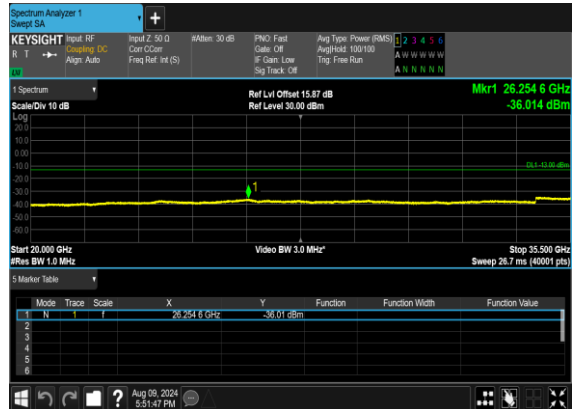 Spectrum Analyzer 1
Swept SA
+
KEYSIGHT Input: RF Input Z: 50 Ω #Atten: 30 dB PNO: Fast Avg Type: Power (RMS) 1 2 3 4 5 6
R T Coupling: DC Corr CCorr Gate: Off Avg|Hold: 100/100 A W W W W W
Align: Auto Freq Ref: Int (S) IF Gain: Low Trig: Free Run
Sig Track: Off A N N N N N
1 Spectrum Ref Lvl Offset 15.87 dB Mkr1 26.254 6 GHz
Scale/Div 10 dB Ref Level 30.00 dBm -36.014 dBm
Log
20.0
10.0
0.00
-10.0 DL1 -13.00 dBm
-20.0
-30.0 1
-40.0
-50.0
-60.0
Start 20.000 GHz Video BW 3.0 MHz* Stop 35.500 GHz
#Res BW 1.0 MHz Sweep 26.7 ms (40001 pts)
5 Marker Table
Mode Trace Scale X Y Function Function Width Function Value
1 N 1 f 26.254 6 GHz -36.01 dBm
2
3
4
5
6
? Aug 09, 2024
5:51:47 PM